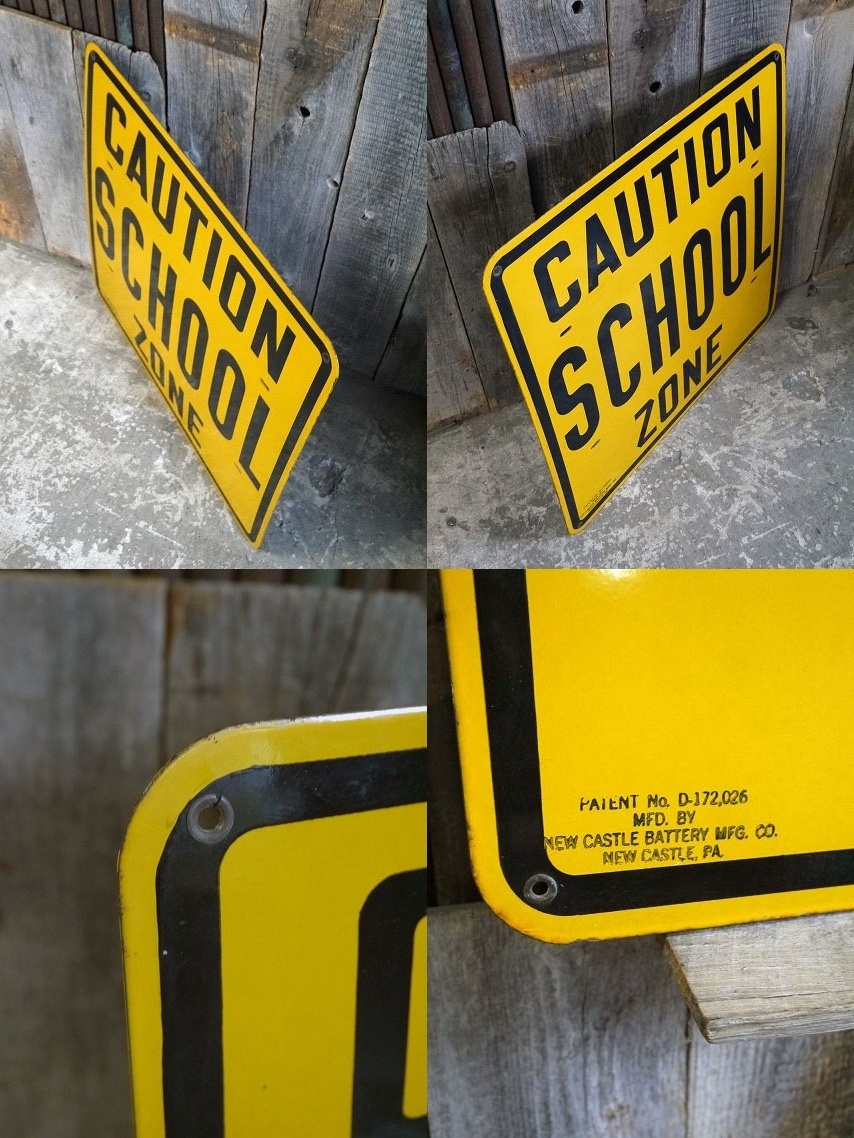 CAUTION
SCHOOL
ZONE
CAUTION
SCHOOL
ZONE
PATENT No. D-172,026
MFD. BY
NEW CASTLE BATTERY MFG. CO.
NEW CASTLE, PA.